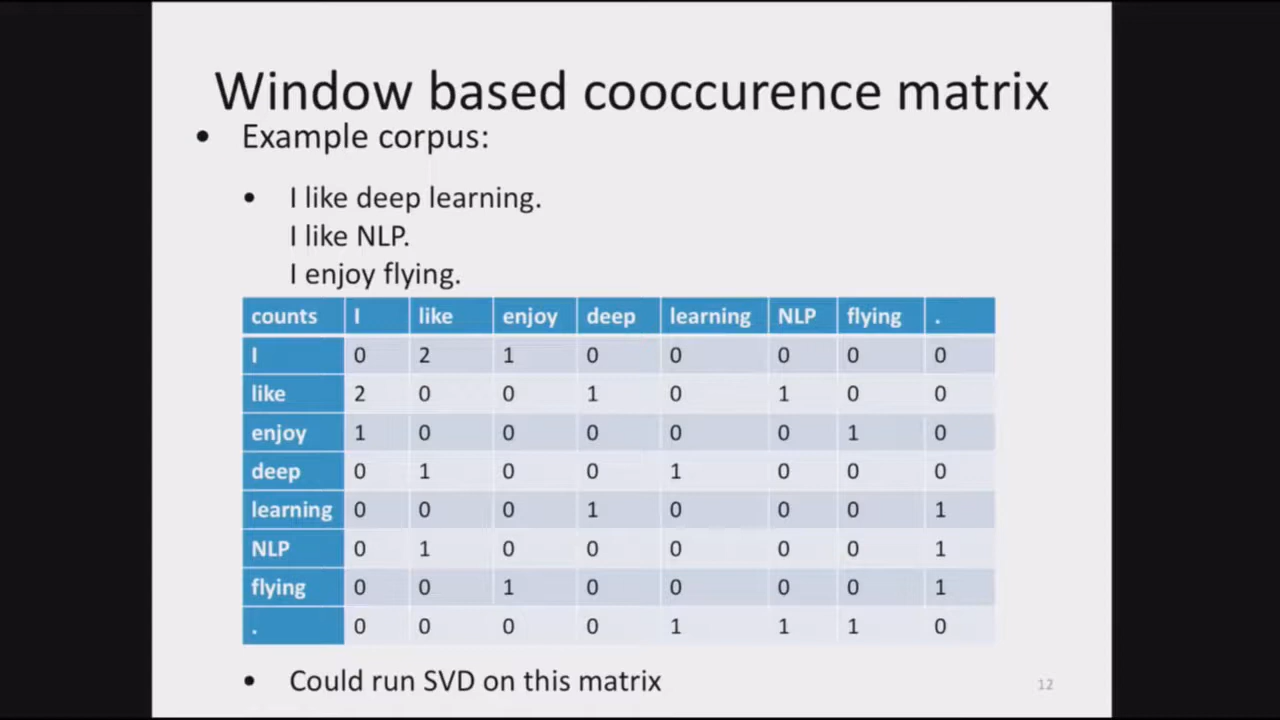 Window based cooccurence matrix
• Example corpus:
• I like deep learning.
I like NLP.
I enjoy flying.
counts I like enjoy deep learning NLP flying .
I 0 2 1 0 0 0 0 0
like 2 0 0 1 0 1 0 0
enjoy 1 0 0 0 0 0 1 0
deep 0 1 0 0 1 0 0 0
learning 0 0 0 1 0 0 0 1
NLP 0 1 0 0 0 0 0 1
flying 0 0 1 0 0 0 0 1
. 0 0 0 0 1 1 1 0
• Could run SVD on this matrix
12